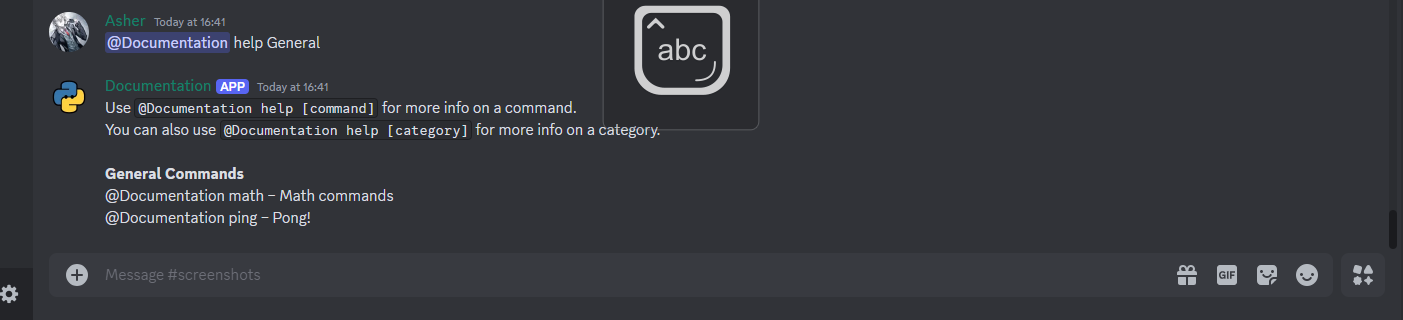 Asher Today at 16:41
@Documentation help General
abc
Documentation APP Today at 16:41
Use @Documentation help [command] for more info on a command.
You can also use @Documentation help [category] for more info on a category.
General Commands
@Documentation math – Math commands
@Documentation ping – Pong!
Message #screenshots
GIF